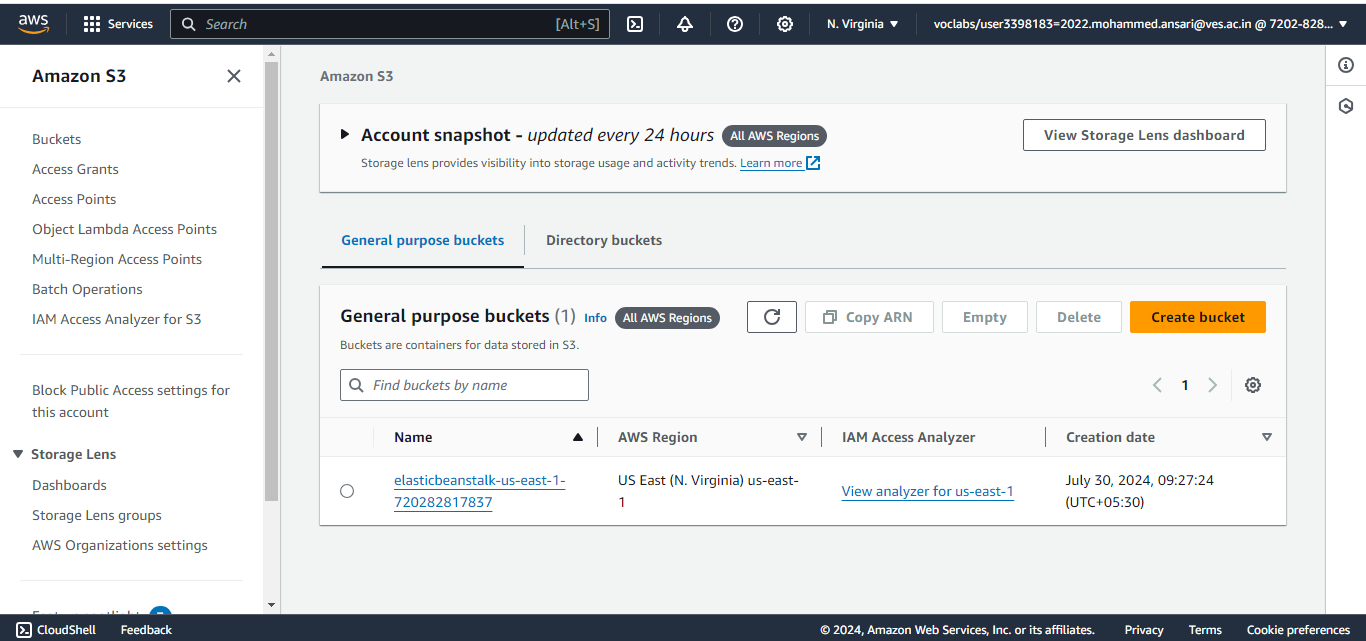 aws
Services
Search [Alt+S]
N. Virginia
voclabs/user3398183=2022.mohammed.ansari@ves.ac.in @ 7202-828...
Amazon S3
Buckets
Access Grants
Access Points
Object Lambda Access Points
Multi-Region Access Points
Batch Operations
IAM Access Analyzer for S3
Block Public Access settings for
this account
Storage Lens
Dashboards
Storage Lens groups
AWS Organizations settings
Amazon S3
Account snapshot - updated every 24 hours All AWS Regions
Storage lens provides visibility into storage usage and activity trends. Learn more
View Storage Lens dashboard
General purpose buckets Directory buckets
General purpose buckets (1) Info All AWS Regions
Copy ARN Empty Delete Create bucket
Buckets are containers for data stored in S3.
Find buckets by name
1
Name AWS Region IAM Access Analyzer Creation date
elasticbeanstalk-us-east-1-
720282817837
US East (N. Virginia) us-east-
1
View analyzer for us-east-1
July 30, 2024, 09:27:24
(UTC+05:30)
CloudShell Feedback © 2024, Amazon Web Services, Inc. or its affiliates. Privacy Terms Cookie preferences